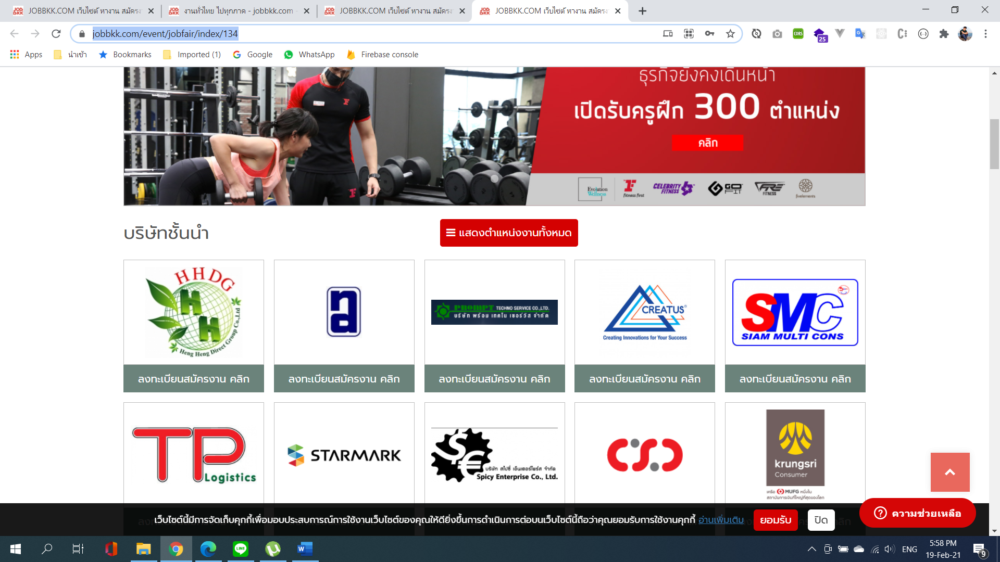 JOBBKK.COM เว็บไซต์ หางาน สมัครงา
งานทั่วไทย ไปทุกภาค - jobbkk.com -
JOBBKK.COM เว็บไซต์ หางาน สมัครงา
JOBBKK.COM เว็บไซต์ หางาน สมัครงา
jobbkk.com/event/jobfair/index/134
CORS
25
Apps
นำเข้า
Bookmarks
Imported (1)
Google
WhatsApp
Firebase console
ธุรกิจยังคงเดินหน้า
เปิดรับครูฝึก 300 ตำแหน่ง
คลิก
Evolution Wellness
fitness first
CELEBRITY FITNESS
GO FIT
FIRE FITNESS
fivelements
บริษัทชั้นนำ
แสดงตำแหน่งงานทั้งหมด
HHDG
H H H
Heng Heng Direct Group Co.,Ltd
PROMPT TECHNO SERVICE CO.,LTD.
บริษัท พร้อม เทคโน เซอร์วิส จำกัด
CREATUS
Creating Innovations for Your Success
SMC
SIAM MULTI CONS
ลงทะเบียนสมัครงาน คลิก
ลงทะเบียนสมัครงาน คลิก
ลงทะเบียนสมัครงาน คลิก
ลงทะเบียนสมัครงาน คลิก
ลงทะเบียนสมัครงาน คลิก
TP Logistics
STARMARK
บริษัท สไปซี่ เอ็นเตอร์ไพร์ส จำกัด
Spicy Enterprise Co., Ltd.
krungsri
Consumer
เครือ MUFG หนึ่งใน
สถาบันการเงินที่ใหญ่ที่สุดของโลก
เว็บไซต์นี้มีการจัดเก็บคุกกี้เพื่อมอบประสบการณ์การใช้งานเว็บไซต์ของคุณให้ดียิ่งขึ้นการดำเนินการต่อบนเว็บไซต์นี้ถือว่าคุณยอมรับการใช้งานคุกกี้ อ่านเพิ่มเติม
ยอมรับ
ปิด
ความช่วยเหลือ
ENG
5:58 PM
19-Feb-21
9